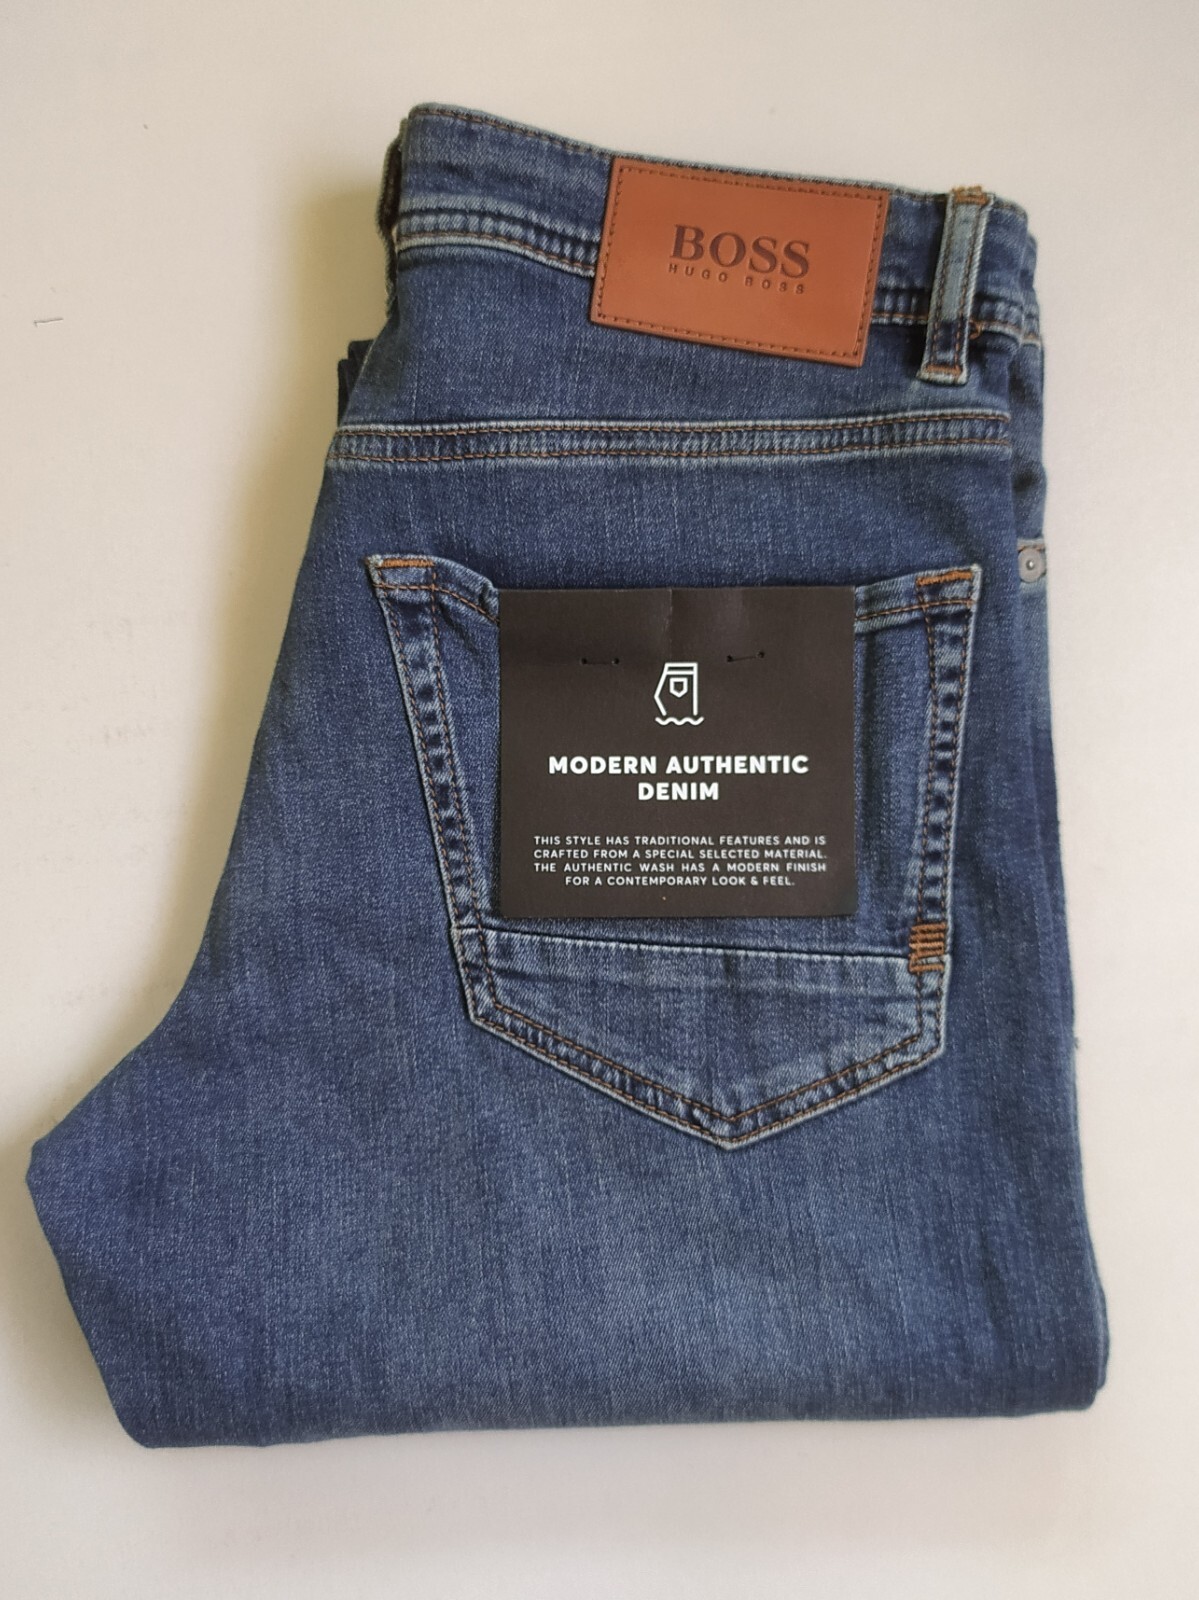 BOSS
HUGO BOSS
MODERN AUTHENTIC
DENIM
THIS STYLE HAS TRADITIONAL FEATURES AND IS
CRAFTED FROM A SPECIAL SELECTED MATERIAL.
THE AUTHENTIC WASH HAS A MODERN FINISH
FOR A CONTEMPORARY LOOK & FEEL.